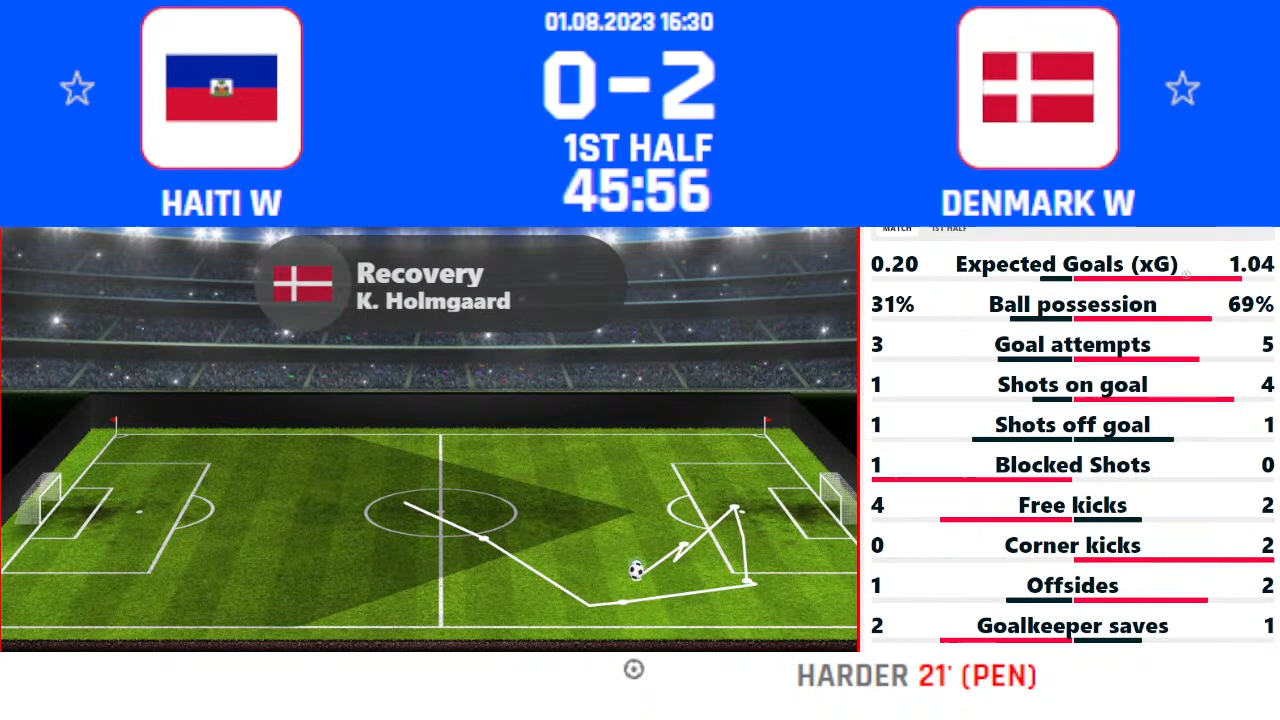 01.08.2023 16:30
0-2
1ST HALF
45:56
HAITI W
DENMARK W
Recovery
K. Holmgaard
MATCH 1ST HALF
0.20 Expected Goals (xG) 1.04
31% Ball possession 69%
3 Goal attempts 5
1 Shots on goal 4
1 Shots off goal 1
1 Blocked Shots 0
4 Free kicks 2
0 Corner kicks 2
1 Offsides 2
2 Goalkeeper saves 1
HARDER 21' (PEN)